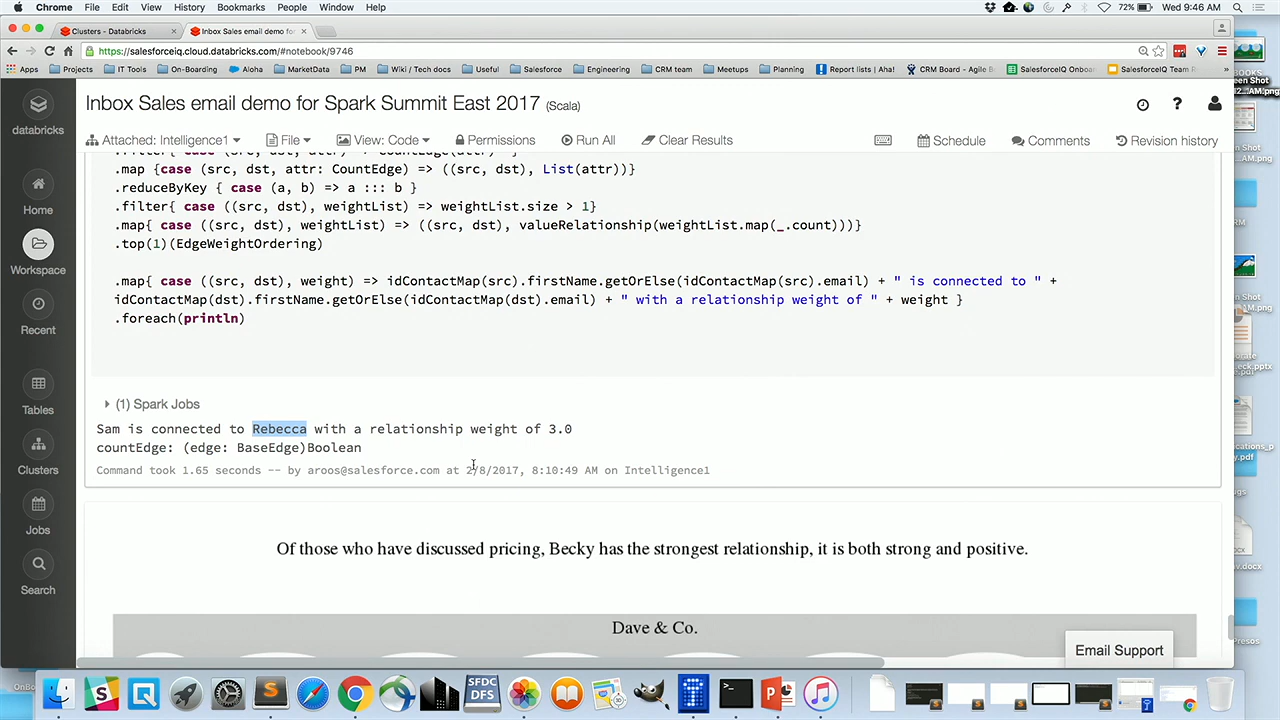 Chrome File Edit View History Bookmarks People Window Help 72% Wed 9:46 AM
Clusters - Databricks
Inbox Sales email demo fo
https://salesforceiq.cloud.databricks.com/#notebook/9746
Apps Projects IT Tools On-Boarding Aloha MarketData PM Wiki / Tech docs Useful Salesforce Engineering CRM team Meetups Planning Report lists | Aha! CRM Board - Agile B SalesforceIQ Onboa SalesforceIQ Team R
databricks
Home
Workspace
Recent
Tables
Clusters
Jobs
Search
Inbox Sales email demo for Spark Summit East 2017 (Scala)
Attached: Intelligence1 File View: Code Permissions Run All Clear Results Schedule Comments Revision history
.map {case (src, dst, attr: CountEdge) => ((src, dst), List(attr))}
.reduceByKey { case (a, b) => a ::: b }
.filter{ case ((src, dst), weightList) => weightList.size > 1}
.map{ case ((src, dst), weightList) => ((src, dst), valueRelationship(weightList.map(_.count)))}
.top(1)(EdgeWeightOrdering)
.map{ case ((src, dst), weight) => idContactMap(src).firstName.getOrElse(idContactMap(src).email) + " is connected to " +
idContactMap(dst).firstName.getOrElse(idContactMap(dst).email) + " with a relationship weight of " + weight }
.foreach(println)
(1) Spark Jobs
Sam is connected to Rebecca with a relationship weight of 3.0
countEdge: (edge: BaseEdge)Boolean
Command took 1.65 seconds -- by aroos@salesforce.com at 2/8/2017, 8:10:49 AM on Intelligence1
Of those who have discussed pricing, Becky has the strongest relationship, it is both strong and positive.
Dave & Co.
Email Support
SFDC
DFS